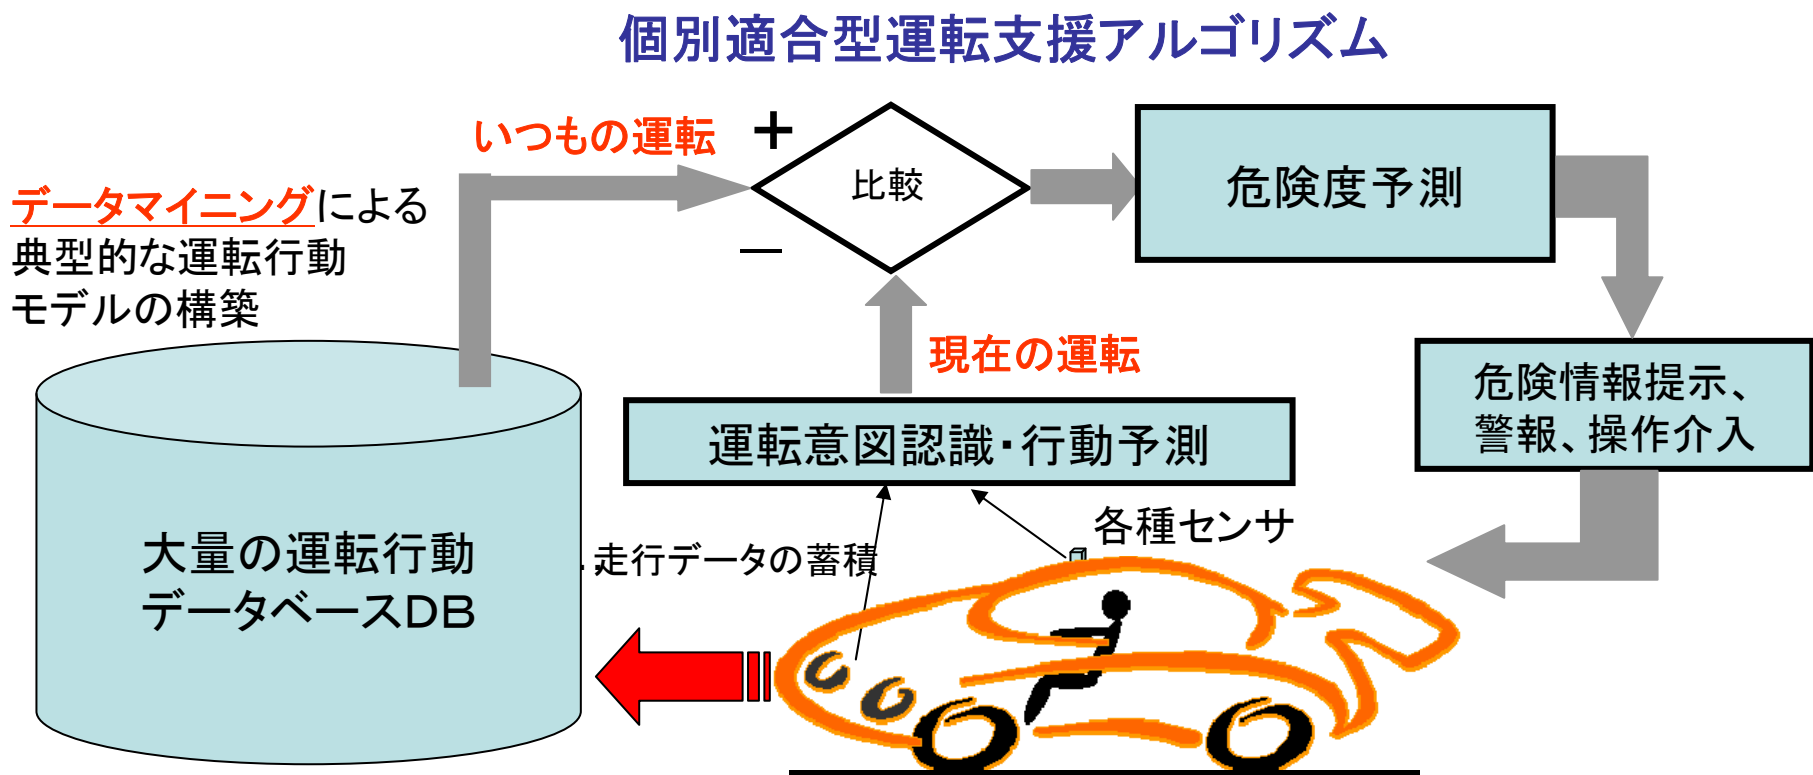 個別適合型運転支援アルゴリズム
いつもの運転
+
比較
−
危険度予測
データマイニングによる
典型的な運転行動
モデルの構築
現在の運転
運転意図認識・行動予測
危険情報提示、
警報、操作介入
各種センサ
走行データの蓄積
大量の運転行動
データベースDB